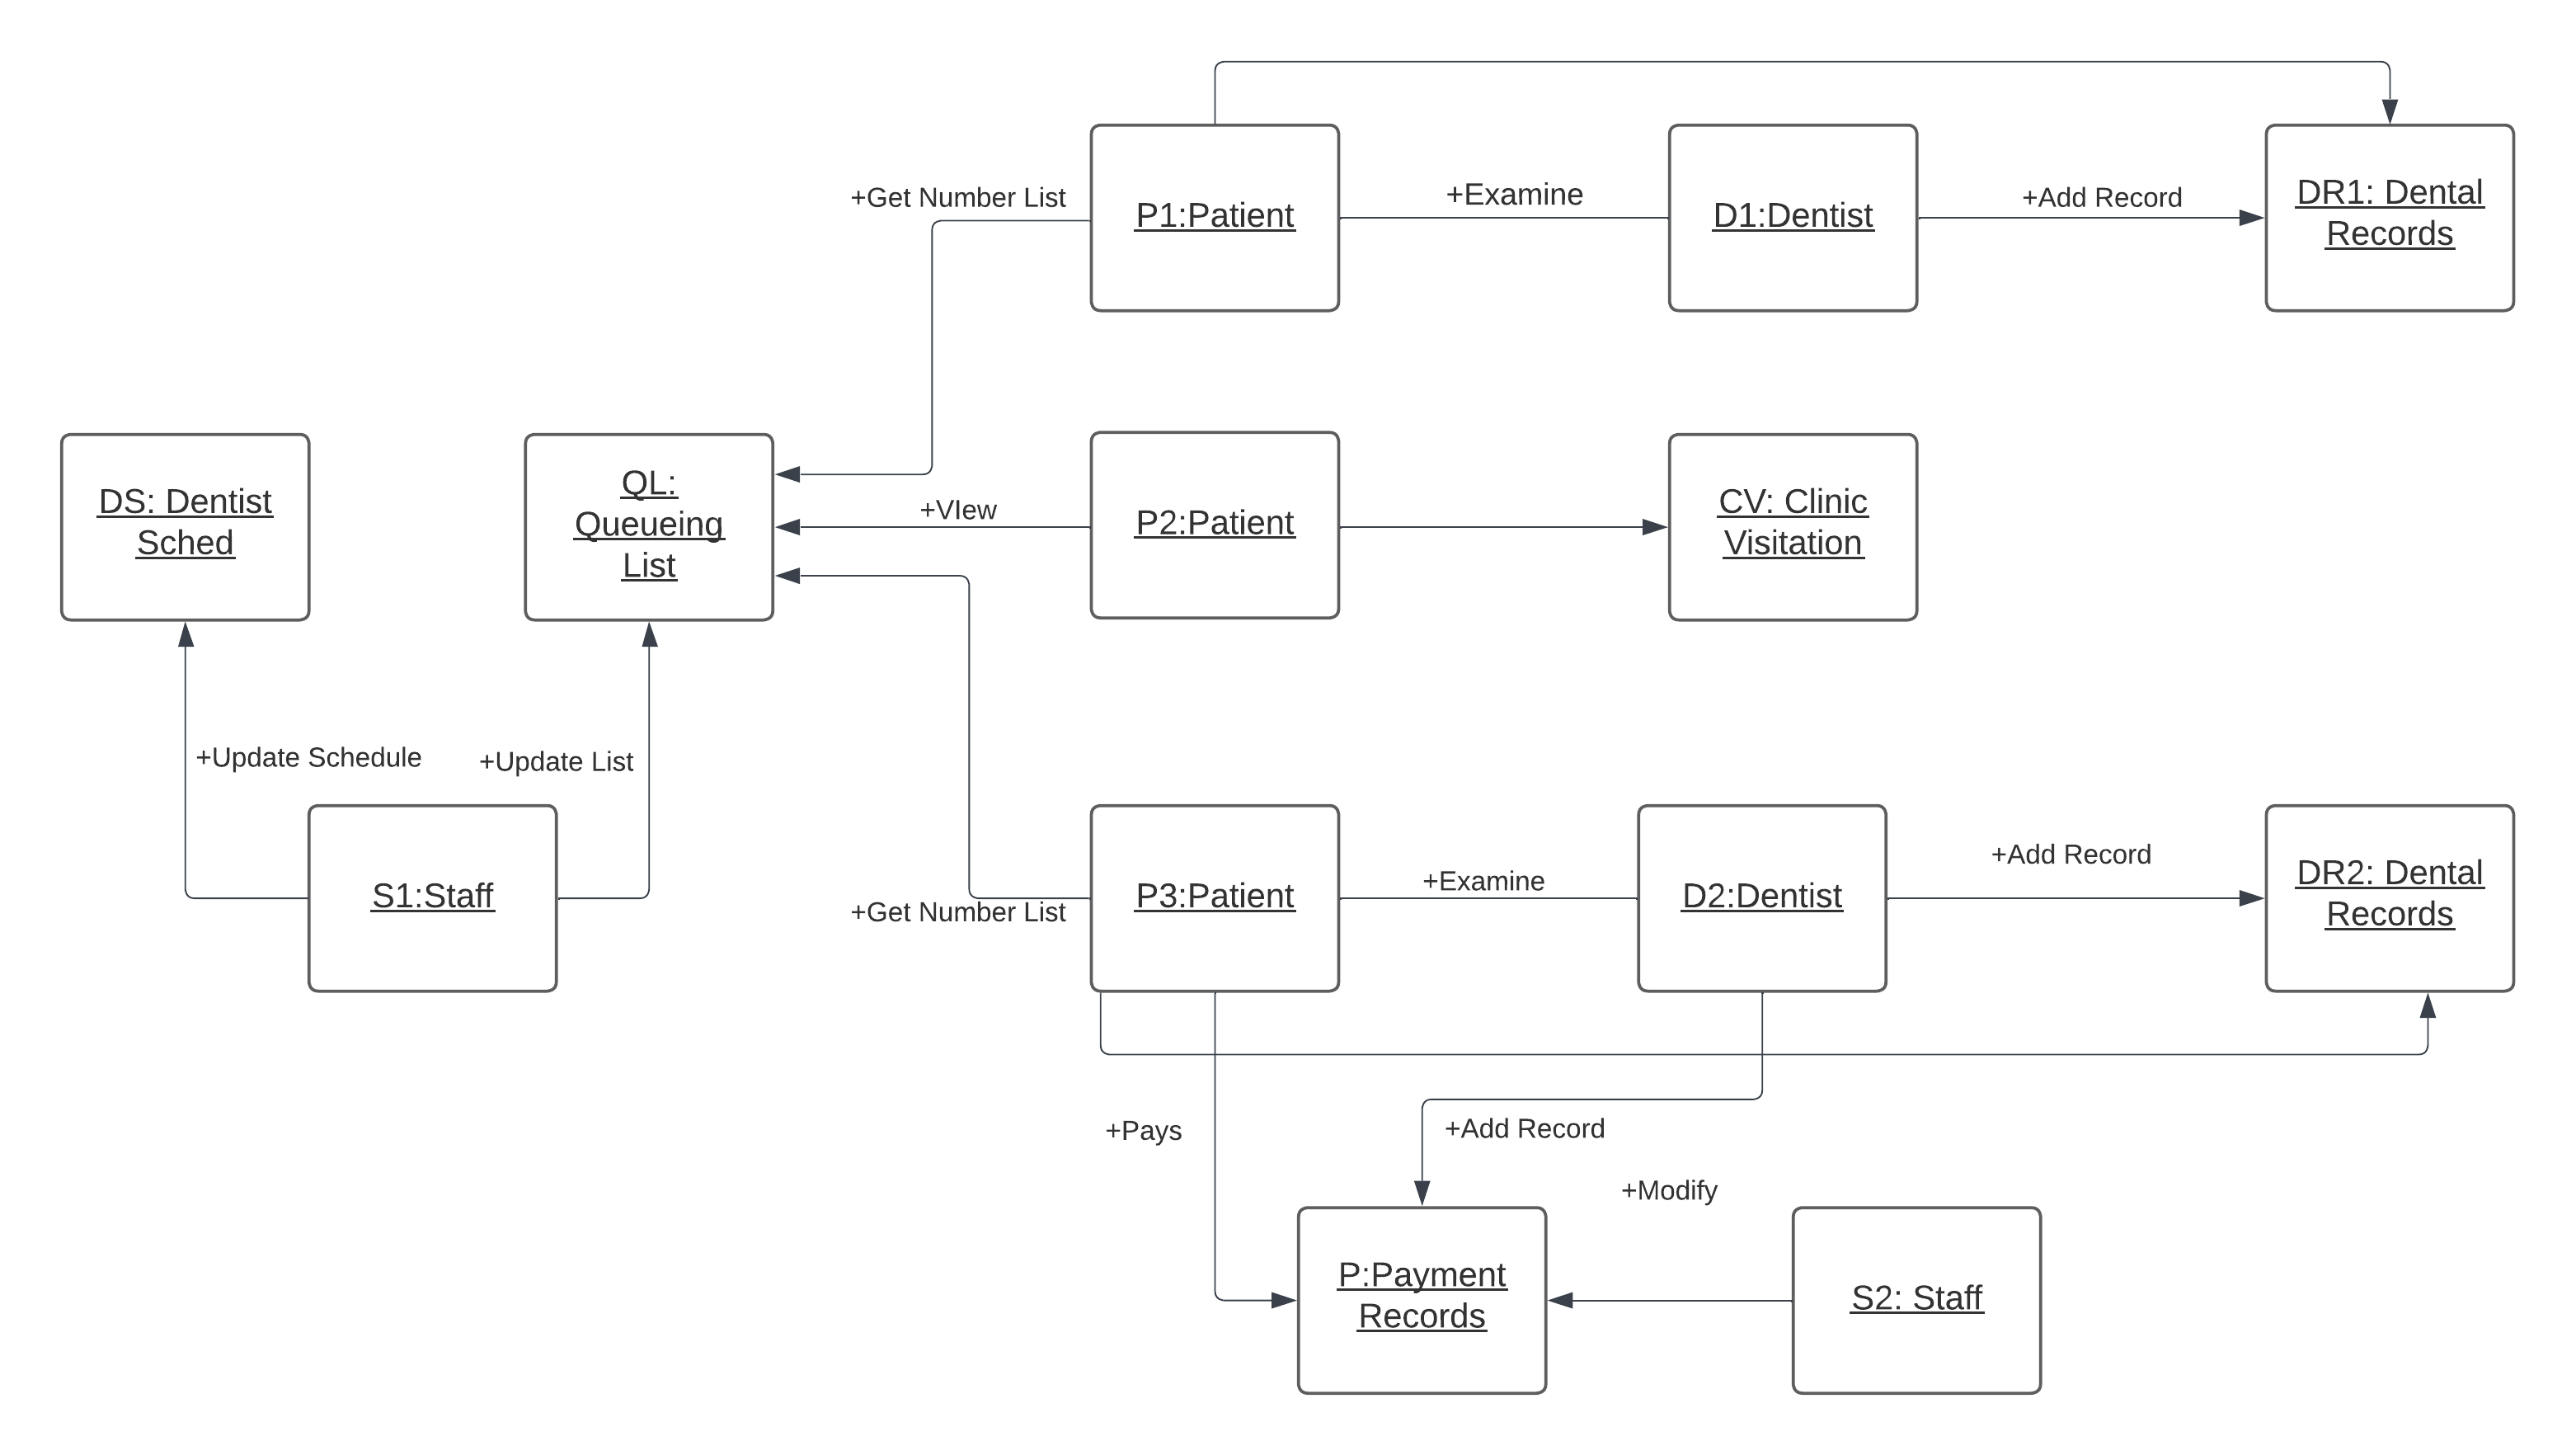 +Get Number List
P1:Patient
+Examine
D1:Dentist
+Add Record
DR1: Dental
Records
DS: Dentist
Sched
QL:
Queueing
List
+VIew
P2:Patient
CV: Clinic
Visitation
+Update Schedule
+Update List
S1:Staff
+Get Number List
P3:Patient
+Examine
D2:Dentist
+Add Record
DR2: Dental
Records
+Pays
+Add Record
+Modify
P:Payment
Records
S2: Staff